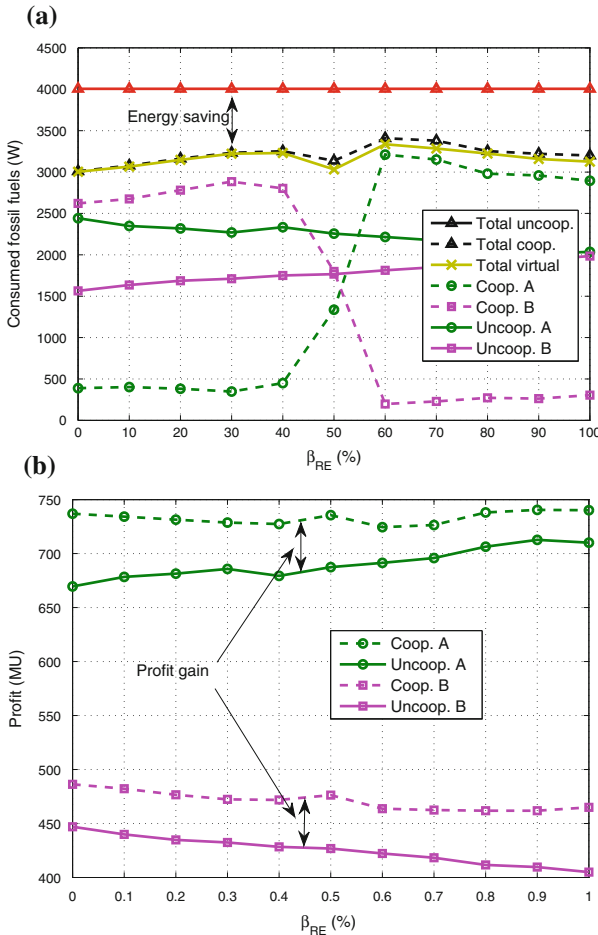 (a)
4500
4000
3500
3000
2500
2000
1500
1000
500
0
Consumed fossil fuels (W)
Energy saving
Total uncoop.
Total coop.
Total virtual
Coop. A
Coop. B
Uncoop. A
Uncoop. B
0 10 20 30 40 50 60 70 80 90 100
βRE (%)
(b)
750
700
650
600
550
500
450
400
Profit (MU)
Profit gain
Coop. A
Uncoop. A
Coop. B
Uncoop. B
0 0.1 0.2 0.3 0.4 0.5 0.6 0.7 0.8 0.9 1
βRE (%)